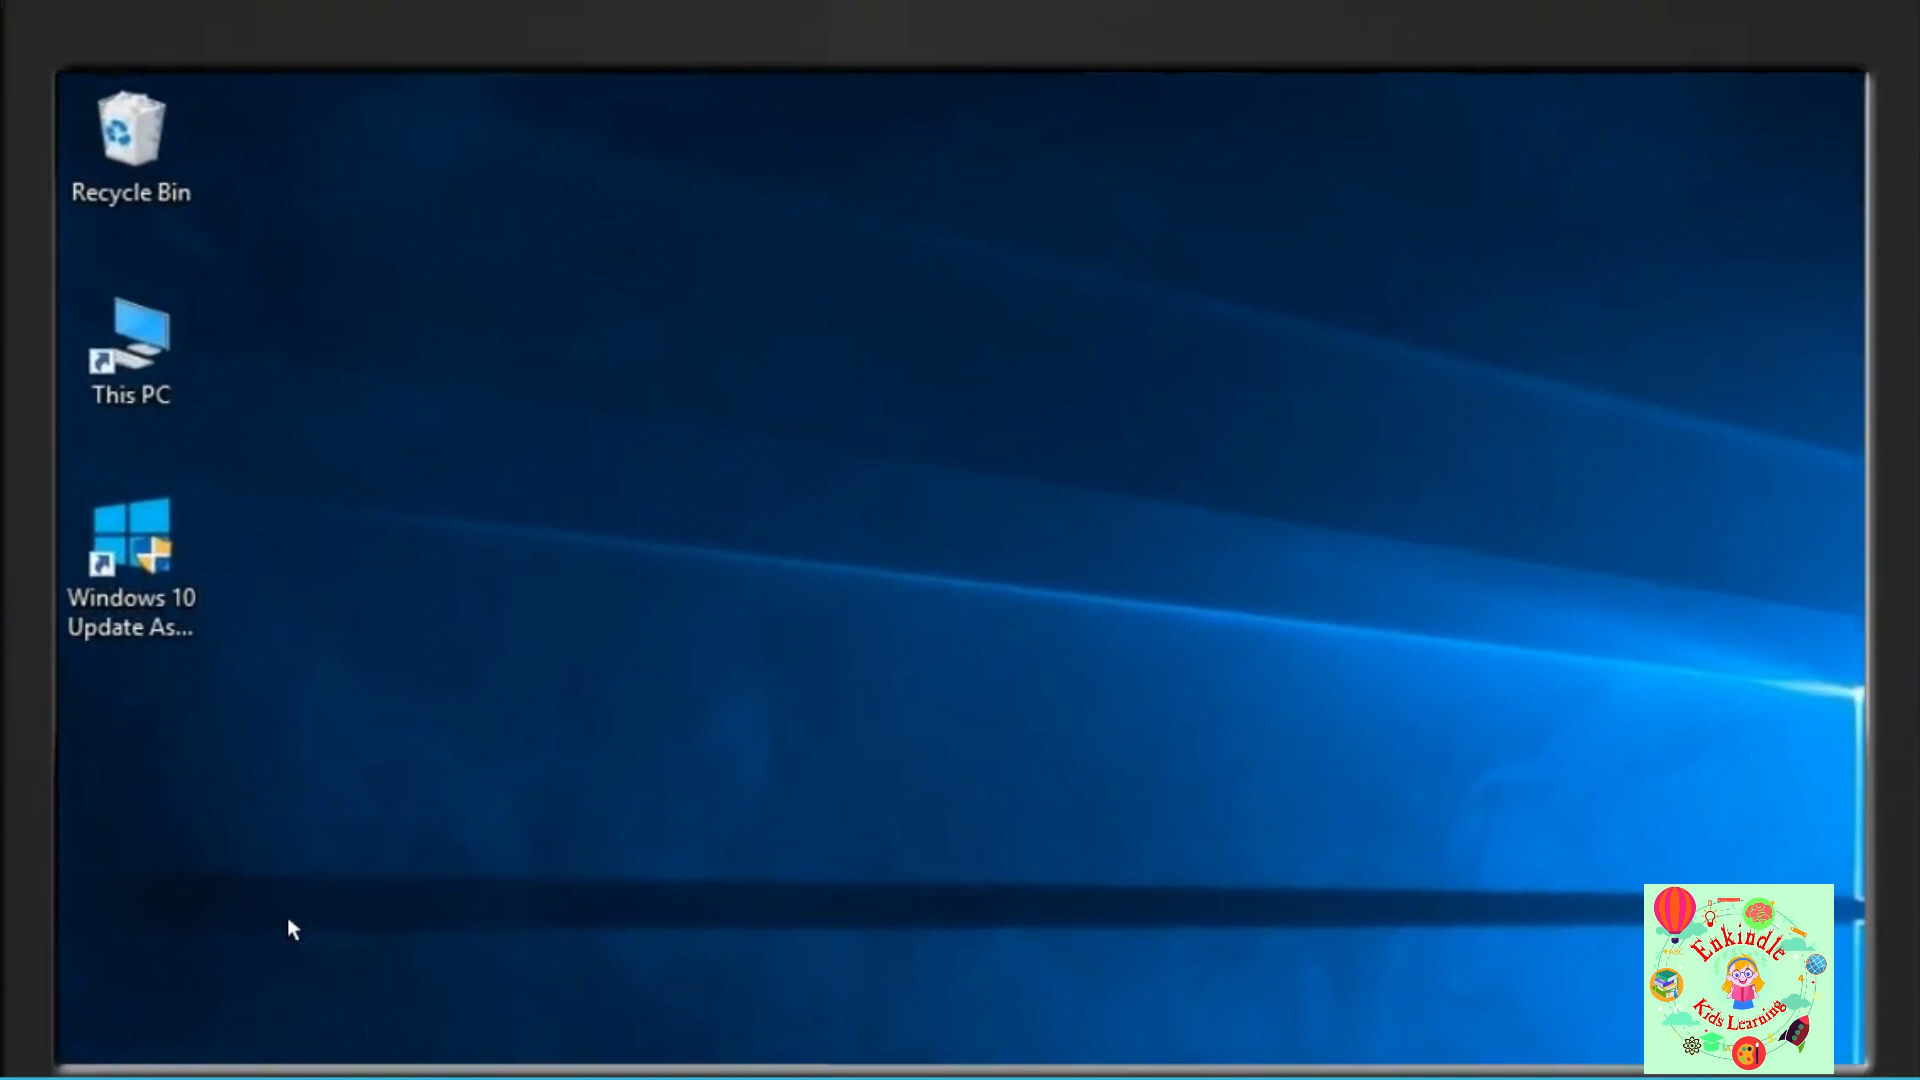 Recycle Bin
This PC
Windows 10
Update As...
Enkindle
Kids Learning